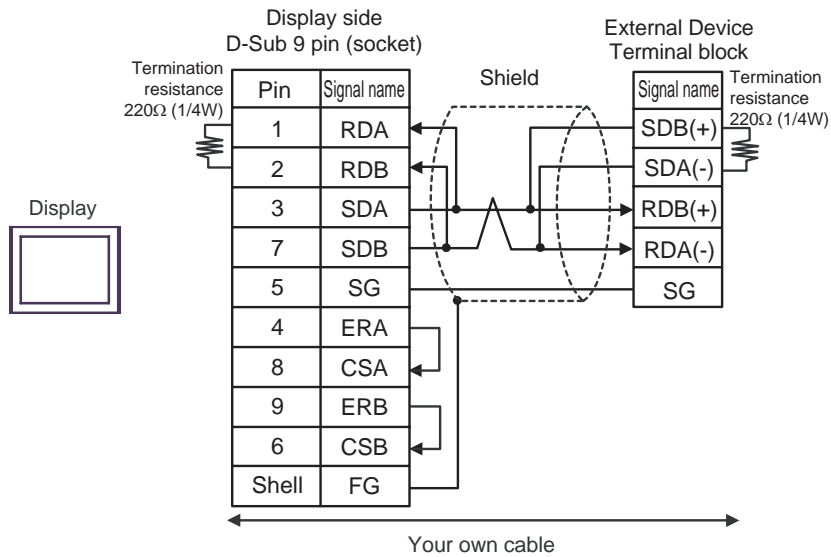 Display side
D-Sub 9 pin (socket)
External Device
Terminal block
Termination
resistance
220Ω (1/4W)
Shield
Termination
resistance
220Ω (1/4W)
Pin Signal name
Signal name
1 RDA
SDB(+)
2 RDB
SDA(-)
3 SDA
RDB(+)
7 SDB
RDA(-)
5 SG
SG
4 ERA
8 CSA
9 ERB
6 CSB
Shell FG
Display
Your own cable